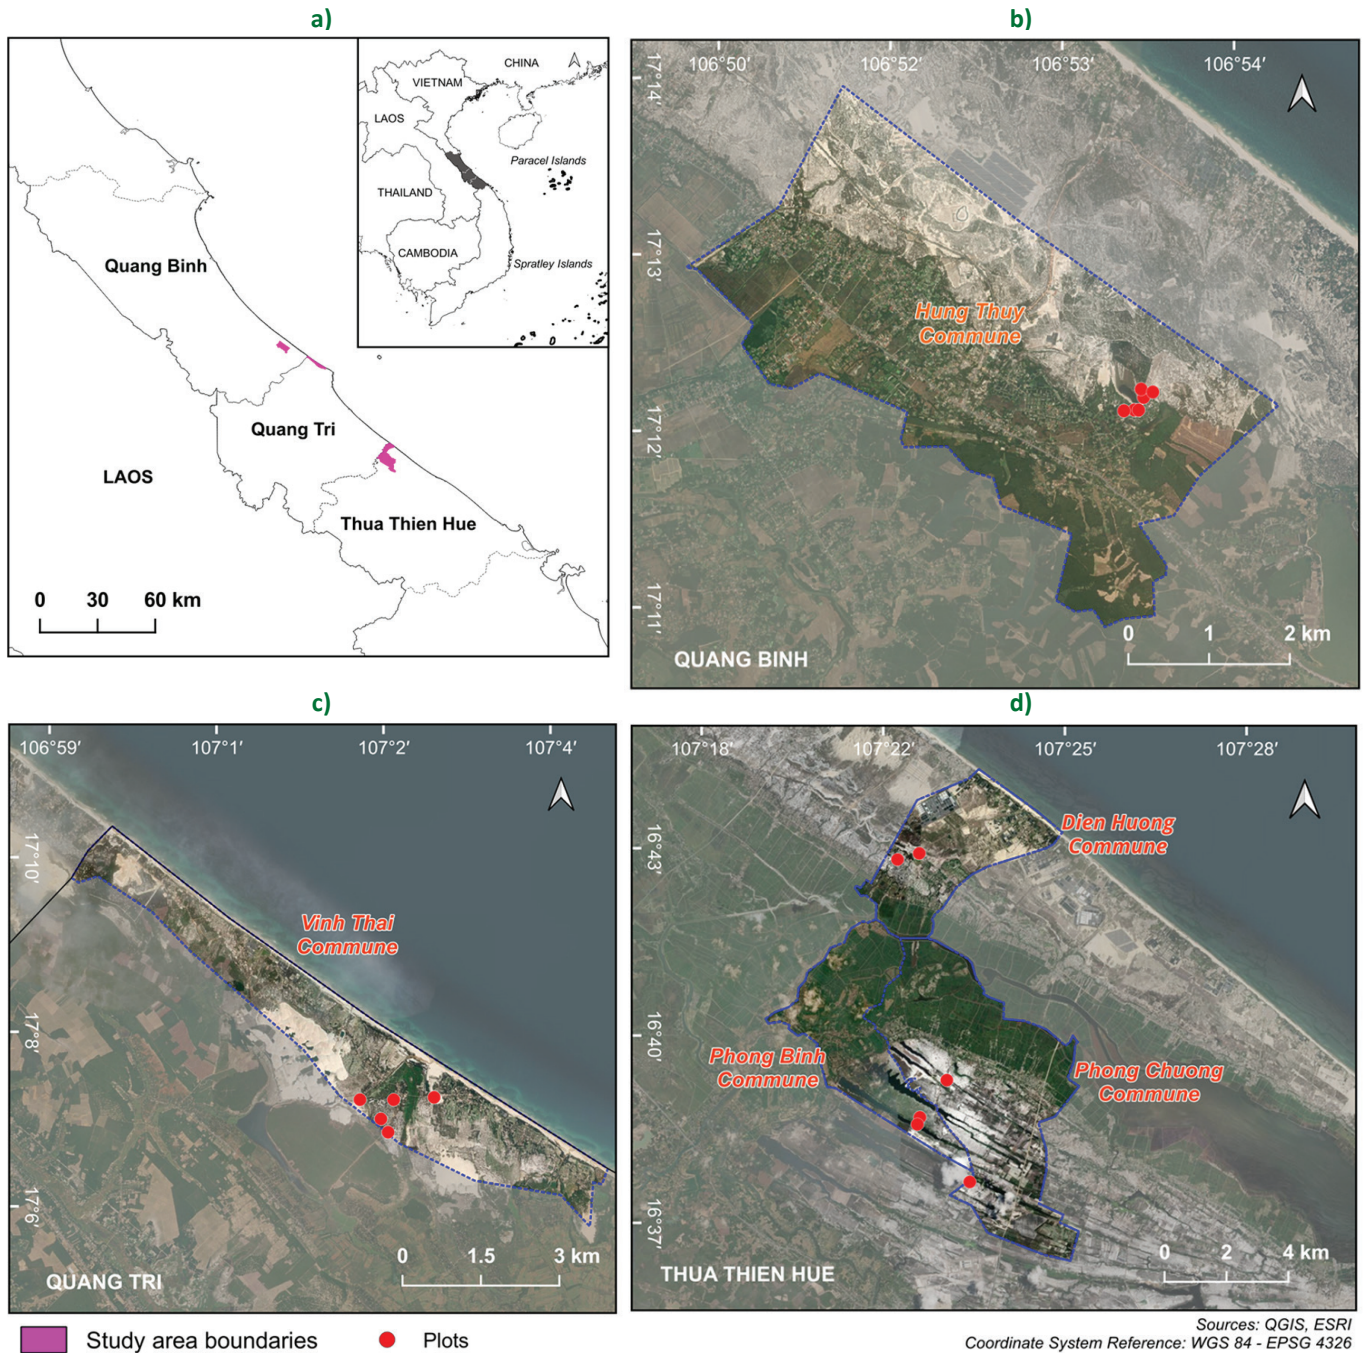 a)
CHINA
VIETNAM
LAOS
Paracel Islands
THAILAND
CAMBODIA
Spratley Islands
Quang Binh
Quang Tri
LAOS
Thua Thien Hue
0 30 60 km
b)
106°50′ 106°52′ 106°53′ 106°54′
17°14′
17°13′
17°12′
17°11′
Hung Thuy
Commune
0 1 2 km
QUANG BINH
c)
106°59′ 107°1′ 107°2′ 107°4′
17°10′
17°8′
17°6′
Vinh Thai
Commune
0 1.5 3 km
QUANG TRI
d)
107°18′ 107°22′ 107°25′ 107°28′
16°43′
16°40′
16°37′
Dien Huong
Commune
Phong Binh
Commune
Phong Chuong
Commune
0 2 4 km
THUA THIEN HUE
Study area boundaries
Plots
Sources: QGIS, ESRI
Coordinate System Reference: WGS 84 - EPSG 4326